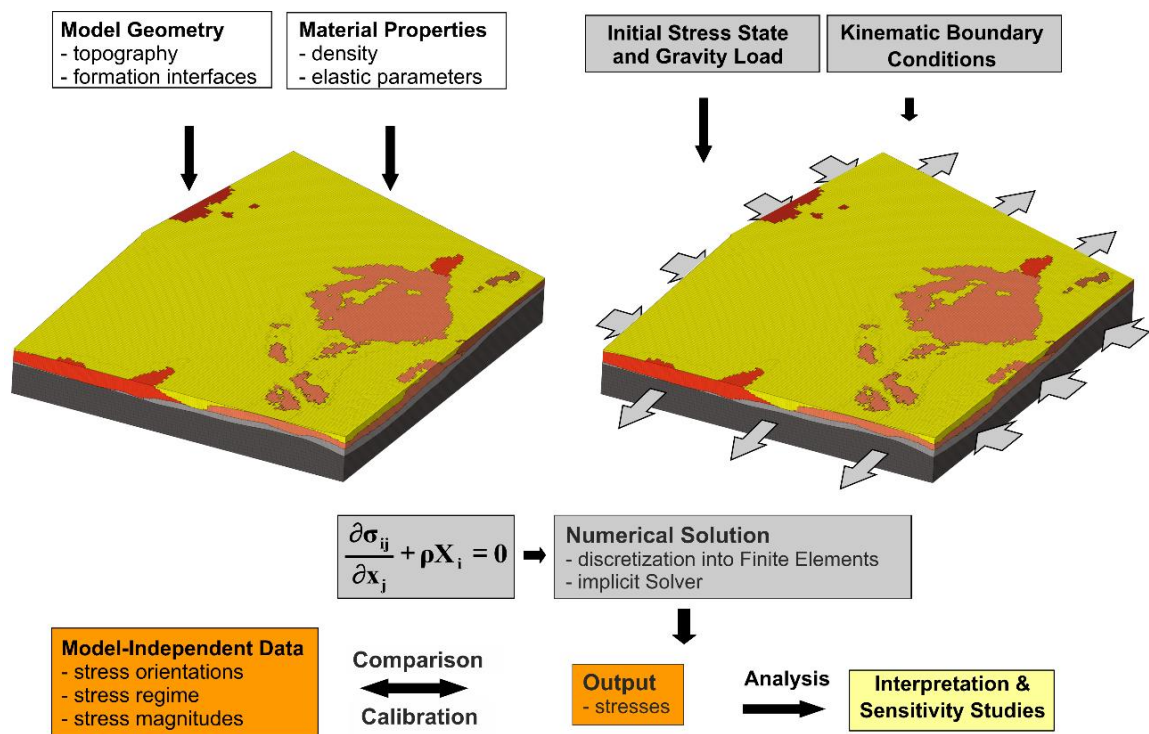 Model Geometry
- topography
- formation interfaces
Material Properties
- density
- elastic parameters
Initial Stress State
and Gravity Load
Kinematic Boundary
Conditions
∂σij/∂xj + ρXi = 0
Numerical Solution
- discretization into Finite Elements
- implicit Solver
Model-Independent Data
- stress orientations
- stress regime
- stress magnitudes
Comparison
Calibration
Output
- stresses
Analysis
Interpretation &
Sensitivity Studies